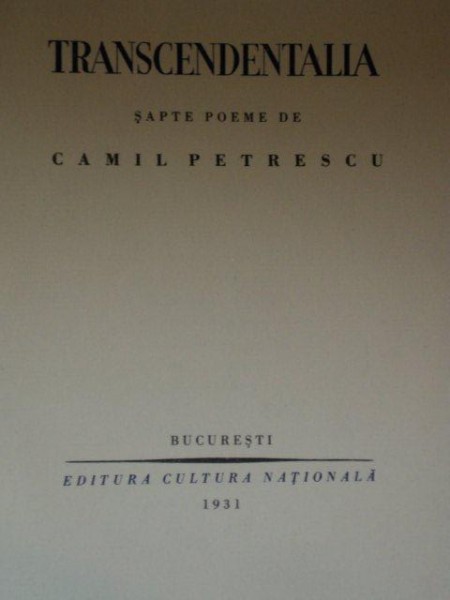 TRANSCENDENTALIA
ŞAPTE POEME DE
CAMIL PETRESCU
BUCUREŞTI
EDITURA CULTURA NAŢIONALĂ
1931